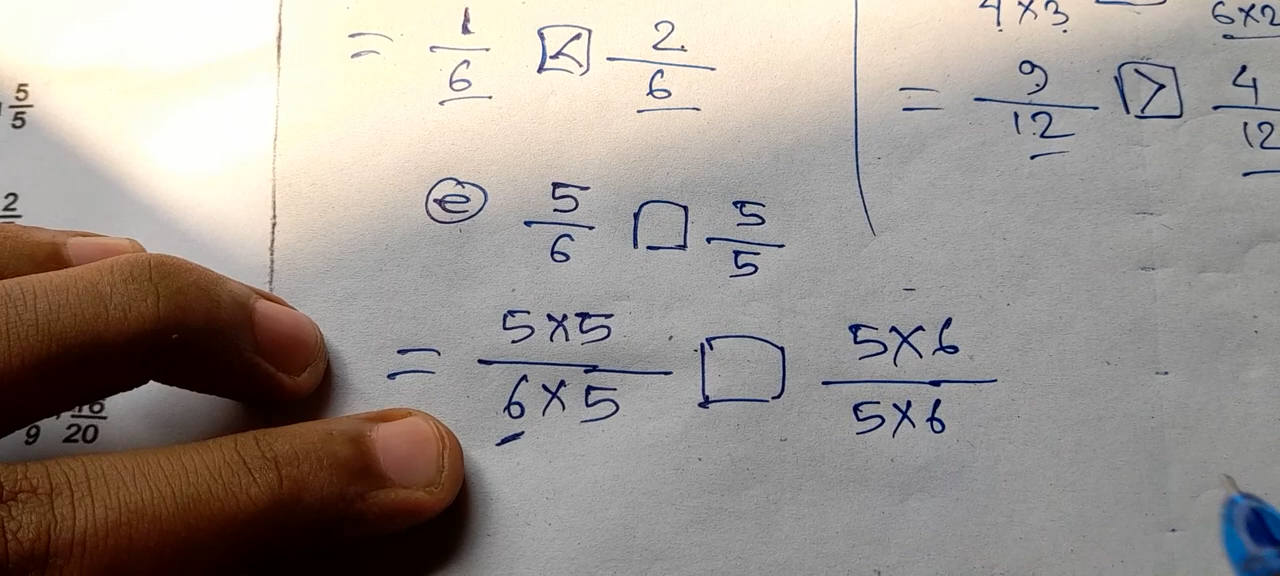 5/5
2
9 20
= 1/6 [<] 2/6
ⓔ 5/6 □ 5/5
= 5×5/6×5 □ 5×6/5×6
4×3 6×2
= 9/12 [>] 4/12